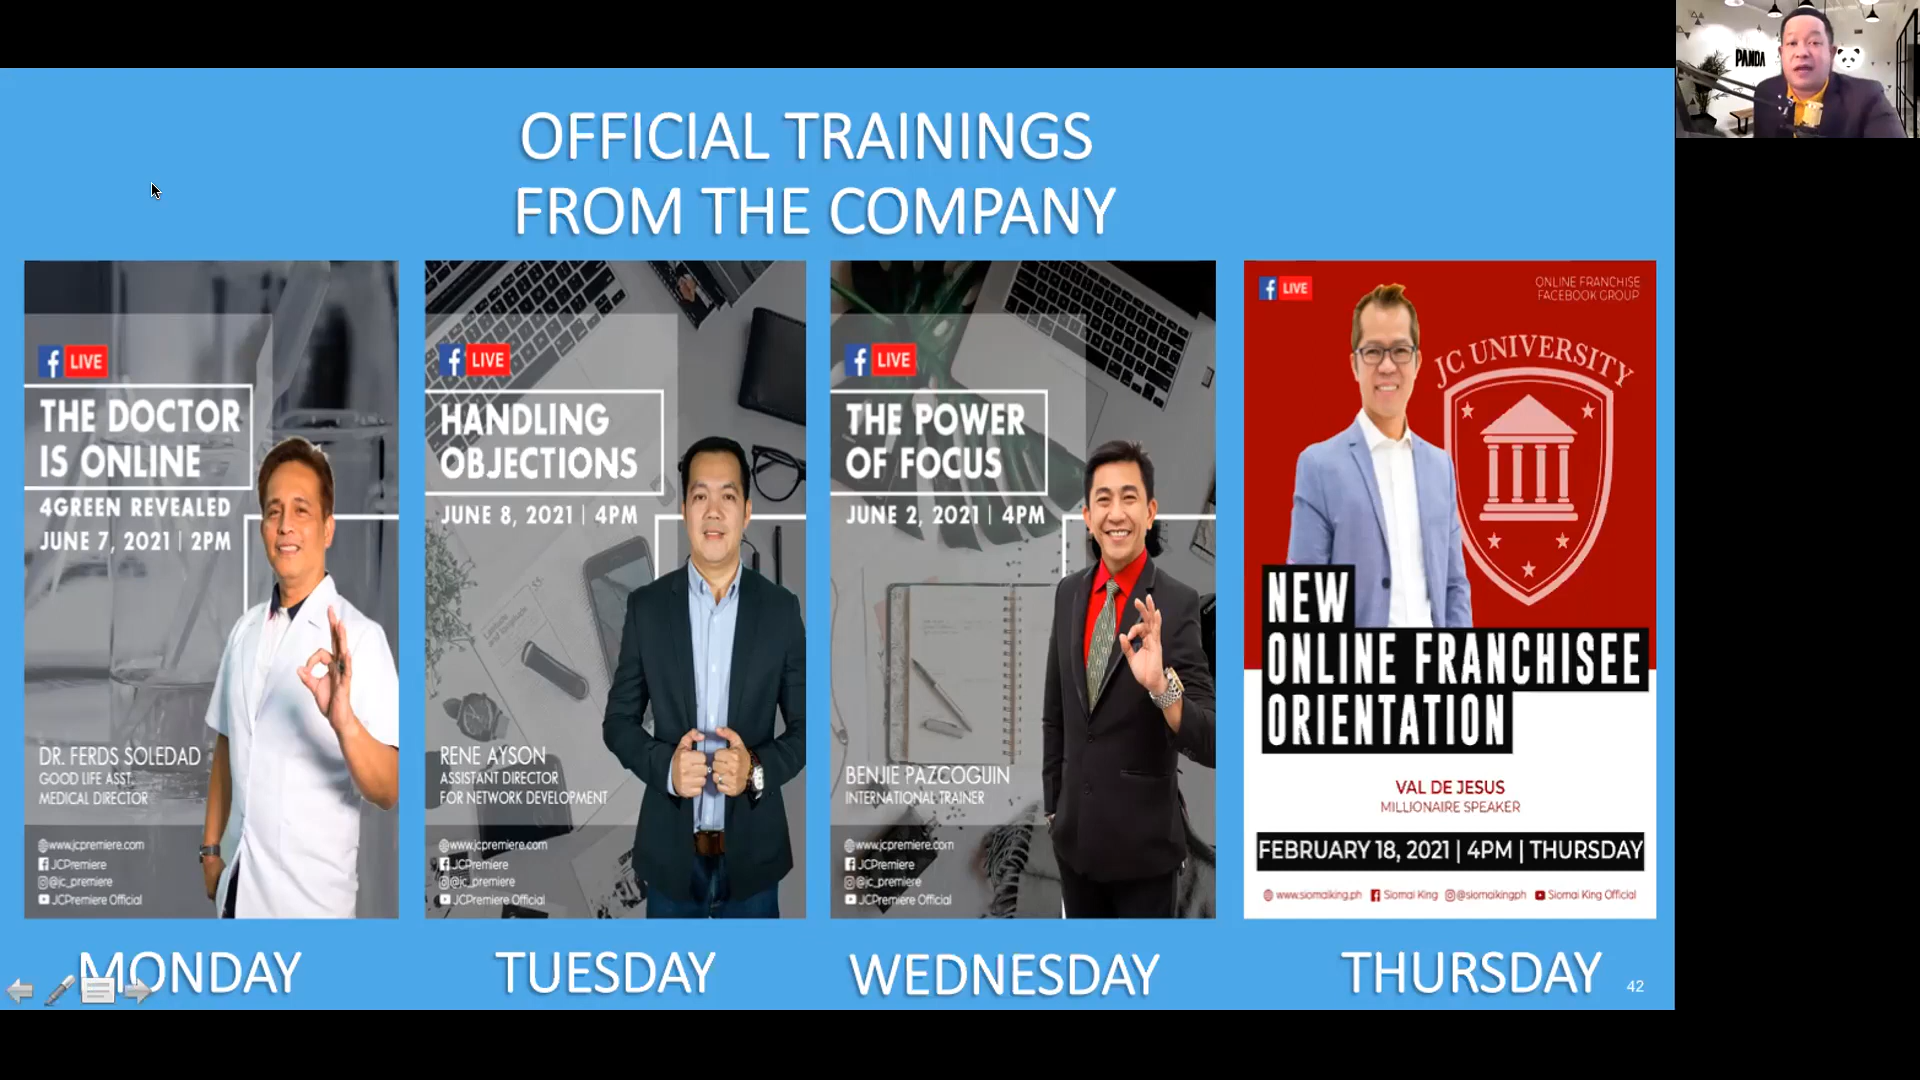 PANDA
OFFICIAL TRAININGS
FROM THE COMPANY
f LIVE
THE DOCTOR
IS ONLINE
4GREEN REVEALED
JUNE 7, 2021 | 2PM
DR. FERDS SOLEDAD
GOOD LIFE ASST.
MEDICAL DIRECTOR
www.jcpremiere.com
JCPremiere
@jc_premiere
JCPremiere Official
MONDAY
f LIVE
HANDLING
OBJECTIONS
JUNE 8, 2021 | 4PM
RENE AYSON
ASSISTANT DIRECTOR
FOR NETWORK DEVELOPMENT
www.jcpremiere.com
JCPremiere
@jc_premiere
JCPremiere Official
TUESDAY
f LIVE
THE POWER
OF FOCUS
JUNE 2, 2021 | 4PM
BENJIE PAZCOGUIN
INTERNATIONAL TRAINER
www.jcpremiere.com
JCPremiere
@jc_premiere
JCPremiere Official
WEDNESDAY
f LIVE
ONLINE FRANCHISE
FACEBOOK GROUP
JC UNIVERSITY
NEW
ONLINE FRANCHISEE
ORIENTATION
VAL DE JESUS
MILLIONAIRE SPEAKER
FEBRUARY 18, 2021 | 4PM | THURSDAY
www.siomaiking.ph Siomai King @siomaikingph Siomai King Official
THURSDAY
42